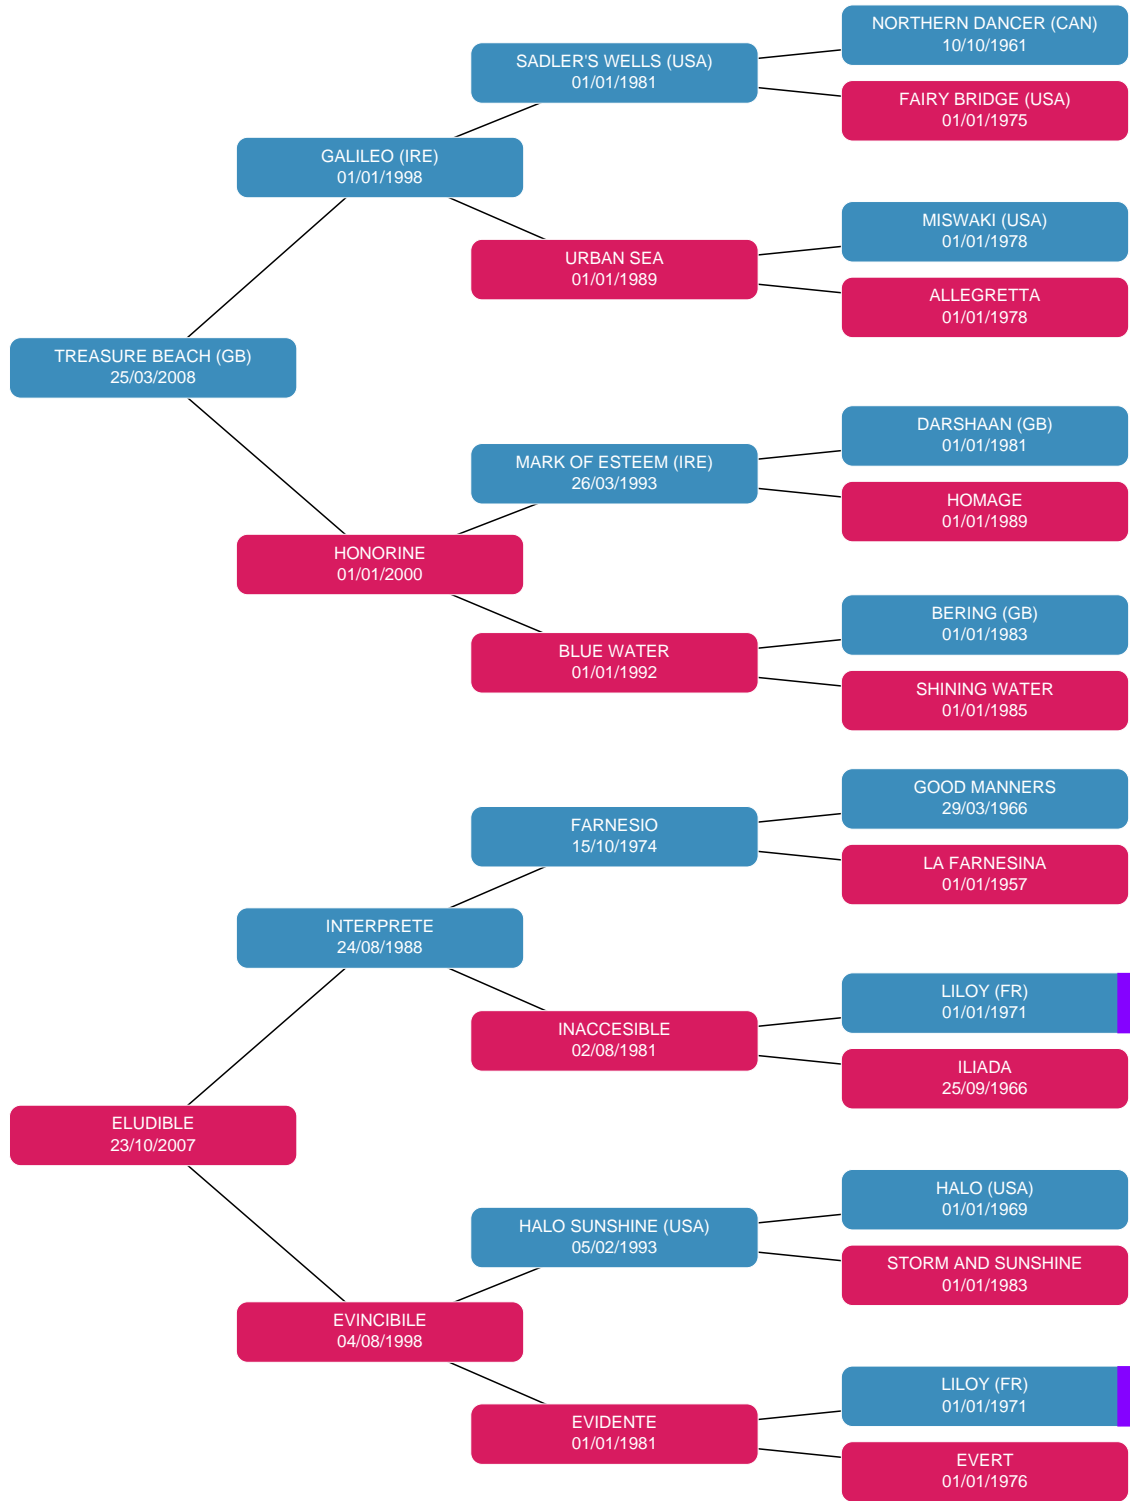 NORTHERN DANCER (CAN)
10/10/1961
SADLER'S WELLS (USA)
01/01/1981
FAIRY BRIDGE (USA)
01/01/1975
GALILEO (IRE)
01/01/1998
MISWAKI (USA)
01/01/1978
URBAN SEA
01/01/1989
ALLEGRETTA
01/01/1978
TREASURE BEACH (GB)
25/03/2008
DARSHAAN (GB)
01/01/1981
MARK OF ESTEEM (IRE)
26/03/1993
HOMAGE
01/01/1989
HONORINE
01/01/2000
BERING (GB)
01/01/1983
BLUE WATER
01/01/1992
SHINING WATER
01/01/1985
GOOD MANNERS
29/03/1966
FARNESIO
15/10/1974
LA FARNESINA
01/01/1957
INTERPRETE
24/08/1988
LILOY (FR)
01/01/1971
INACCESIBLE
02/08/1981
ILIADA
25/09/1966
ELUDIBLE
23/10/2007
HALO (USA)
01/01/1969
HALO SUNSHINE (USA)
05/02/1993
STORM AND SUNSHINE
01/01/1983
EVINCIBILE
04/08/1998
LILOY (FR)
01/01/1971
EVIDENTE
01/01/1981
EVERT
01/01/1976